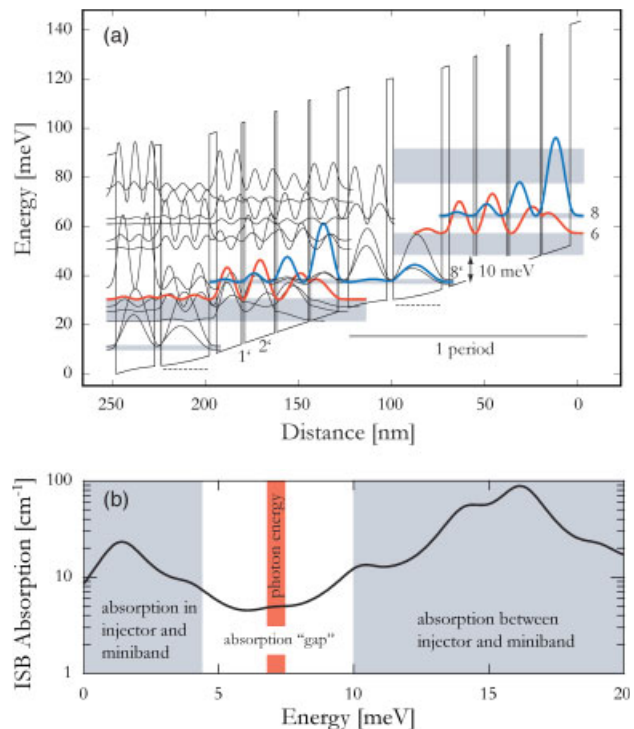 (a)
140
120
100
80
60
40
20
0
Energy [meV]
8
6
8‘
10 meV
1‘
2‘
1 period
250
200
150
100
50
0
Distance [nm]
(b)
100
10
1
ISB Absorption [cm-1]
absorption in
injector and
miniband
photon energy
absorption “gap”
absorption between
injector and miniband
0
5
10
15
20
Energy [meV]